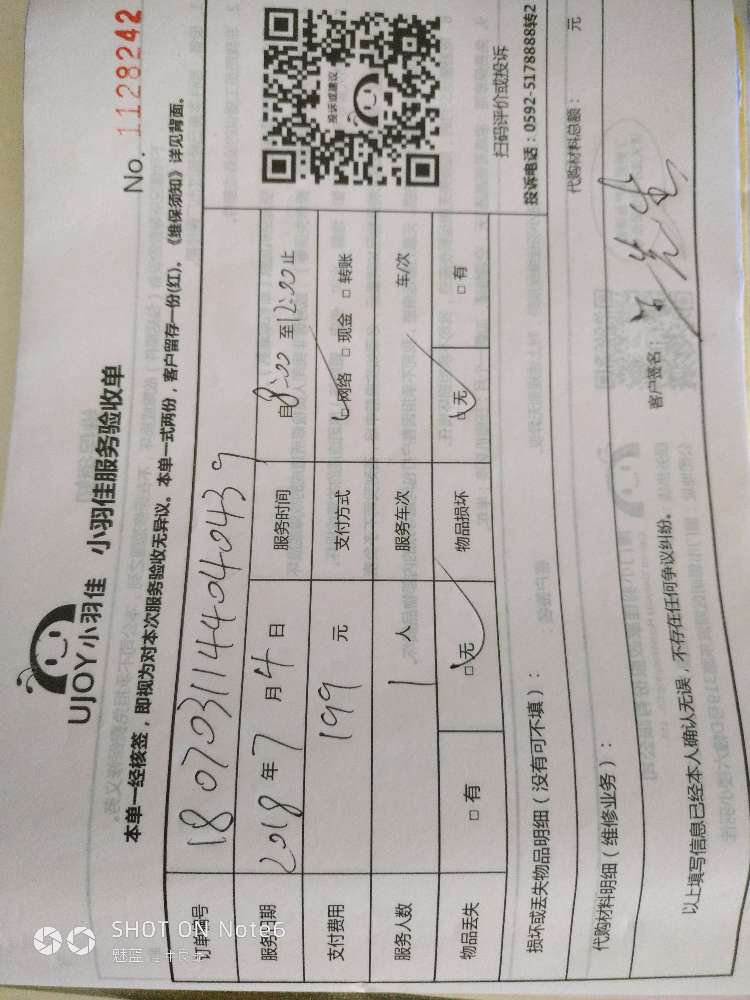 UJOY小羽佳 小羽佳服务验收单
No. 1128242
本单一经核签，即视为对本次服务验收无异议。本单一式两份，客户留存一份(红)。《维保须知》详见背面。
订单编号 1807031144040439
服务日期 2018年7月4日 服务时间 自8:00至12:00止
支付费用 199 元 支付方式 □网络 □现金 □转账
服务人数 1 人 服务车次 车/次
物品丢失 □有 □无 物品损坏 □无 □有
投诉或建议
扫码评价或投诉
投诉电话：0592-5178888转2
损坏或丢失物品明细（没有可不填）：
代购材料明细（维修业务）：
代购材料总额： 元
以上填写信息已经本人确认无误，不存在任何争议纠纷。
客户签名： 先生
SHOT ON Note6
魅蓝